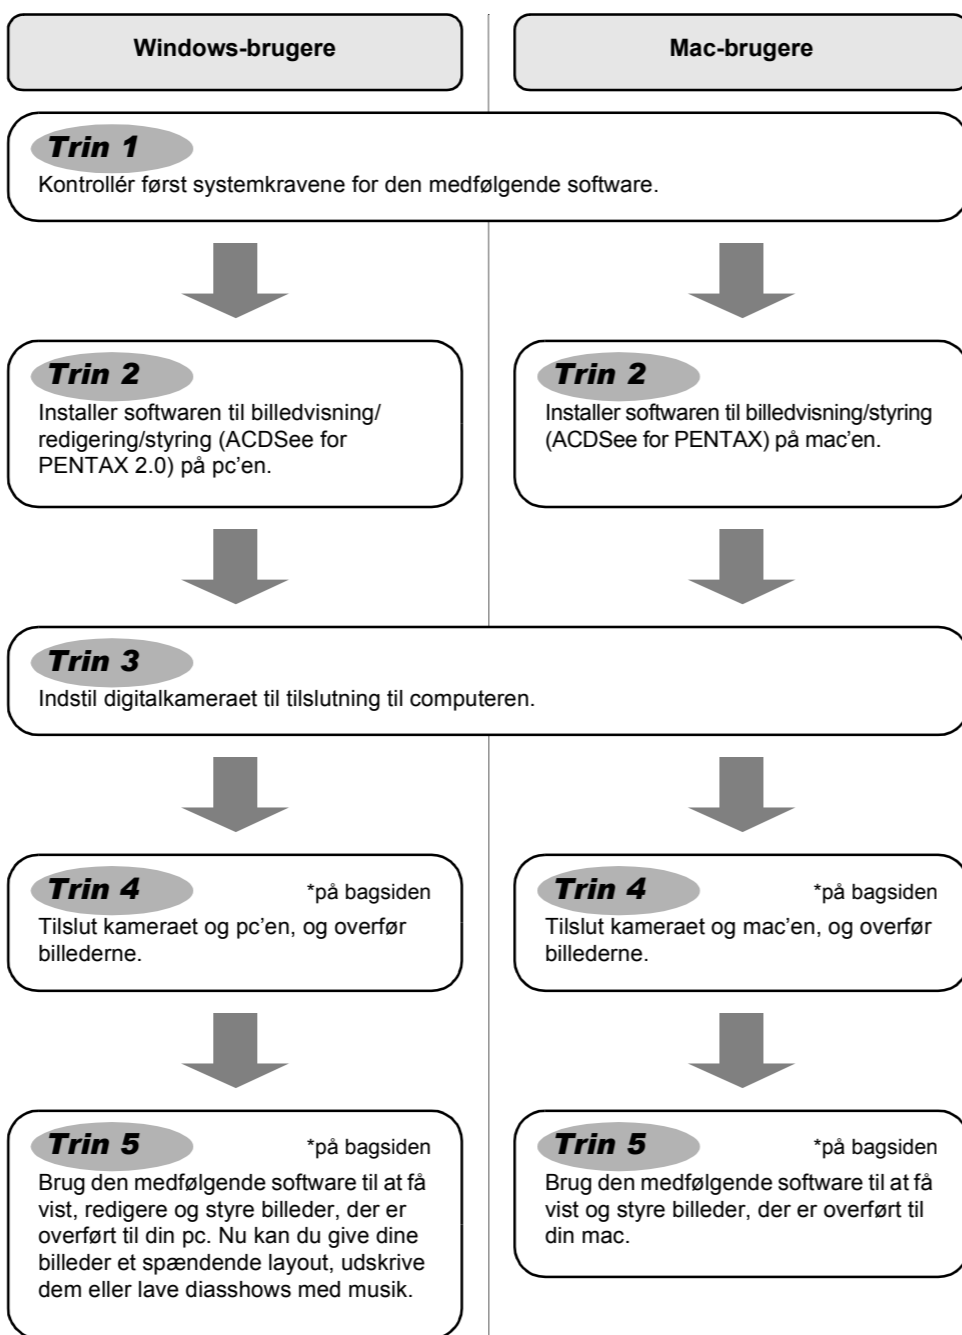 Windows-brugere
Mac-brugere
Trin 1
Kontrollér først systemkravene for den medfølgende software.
Trin 2
Installer softwaren til billedvisning/
redigering/styring (ACDSee for
PENTAX 2.0) på pc’en.
Trin 2
Installer softwaren til billedvisning/styring
(ACDSee for PENTAX) på mac’en.
Trin 3
Indstil digitalkameraet til tilslutning til computeren.
Trin 4 *på bagsiden
Tilslut kameraet og pc’en, og overfør
billederne.
Trin 4 *på bagsiden
Tilslut kameraet og mac’en, og overfør
billederne.
Trin 5 *på bagsiden
Brug den medfølgende software til at få
vist, redigere og styre billeder, der er
overført til din pc. Nu kan du give dine
billeder et spændende layout, udskrive
dem eller lave diasshows med musik.
Trin 5 *på bagsiden
Brug den medfølgende software til at få
vist og styre billeder, der er overført til
din mac.